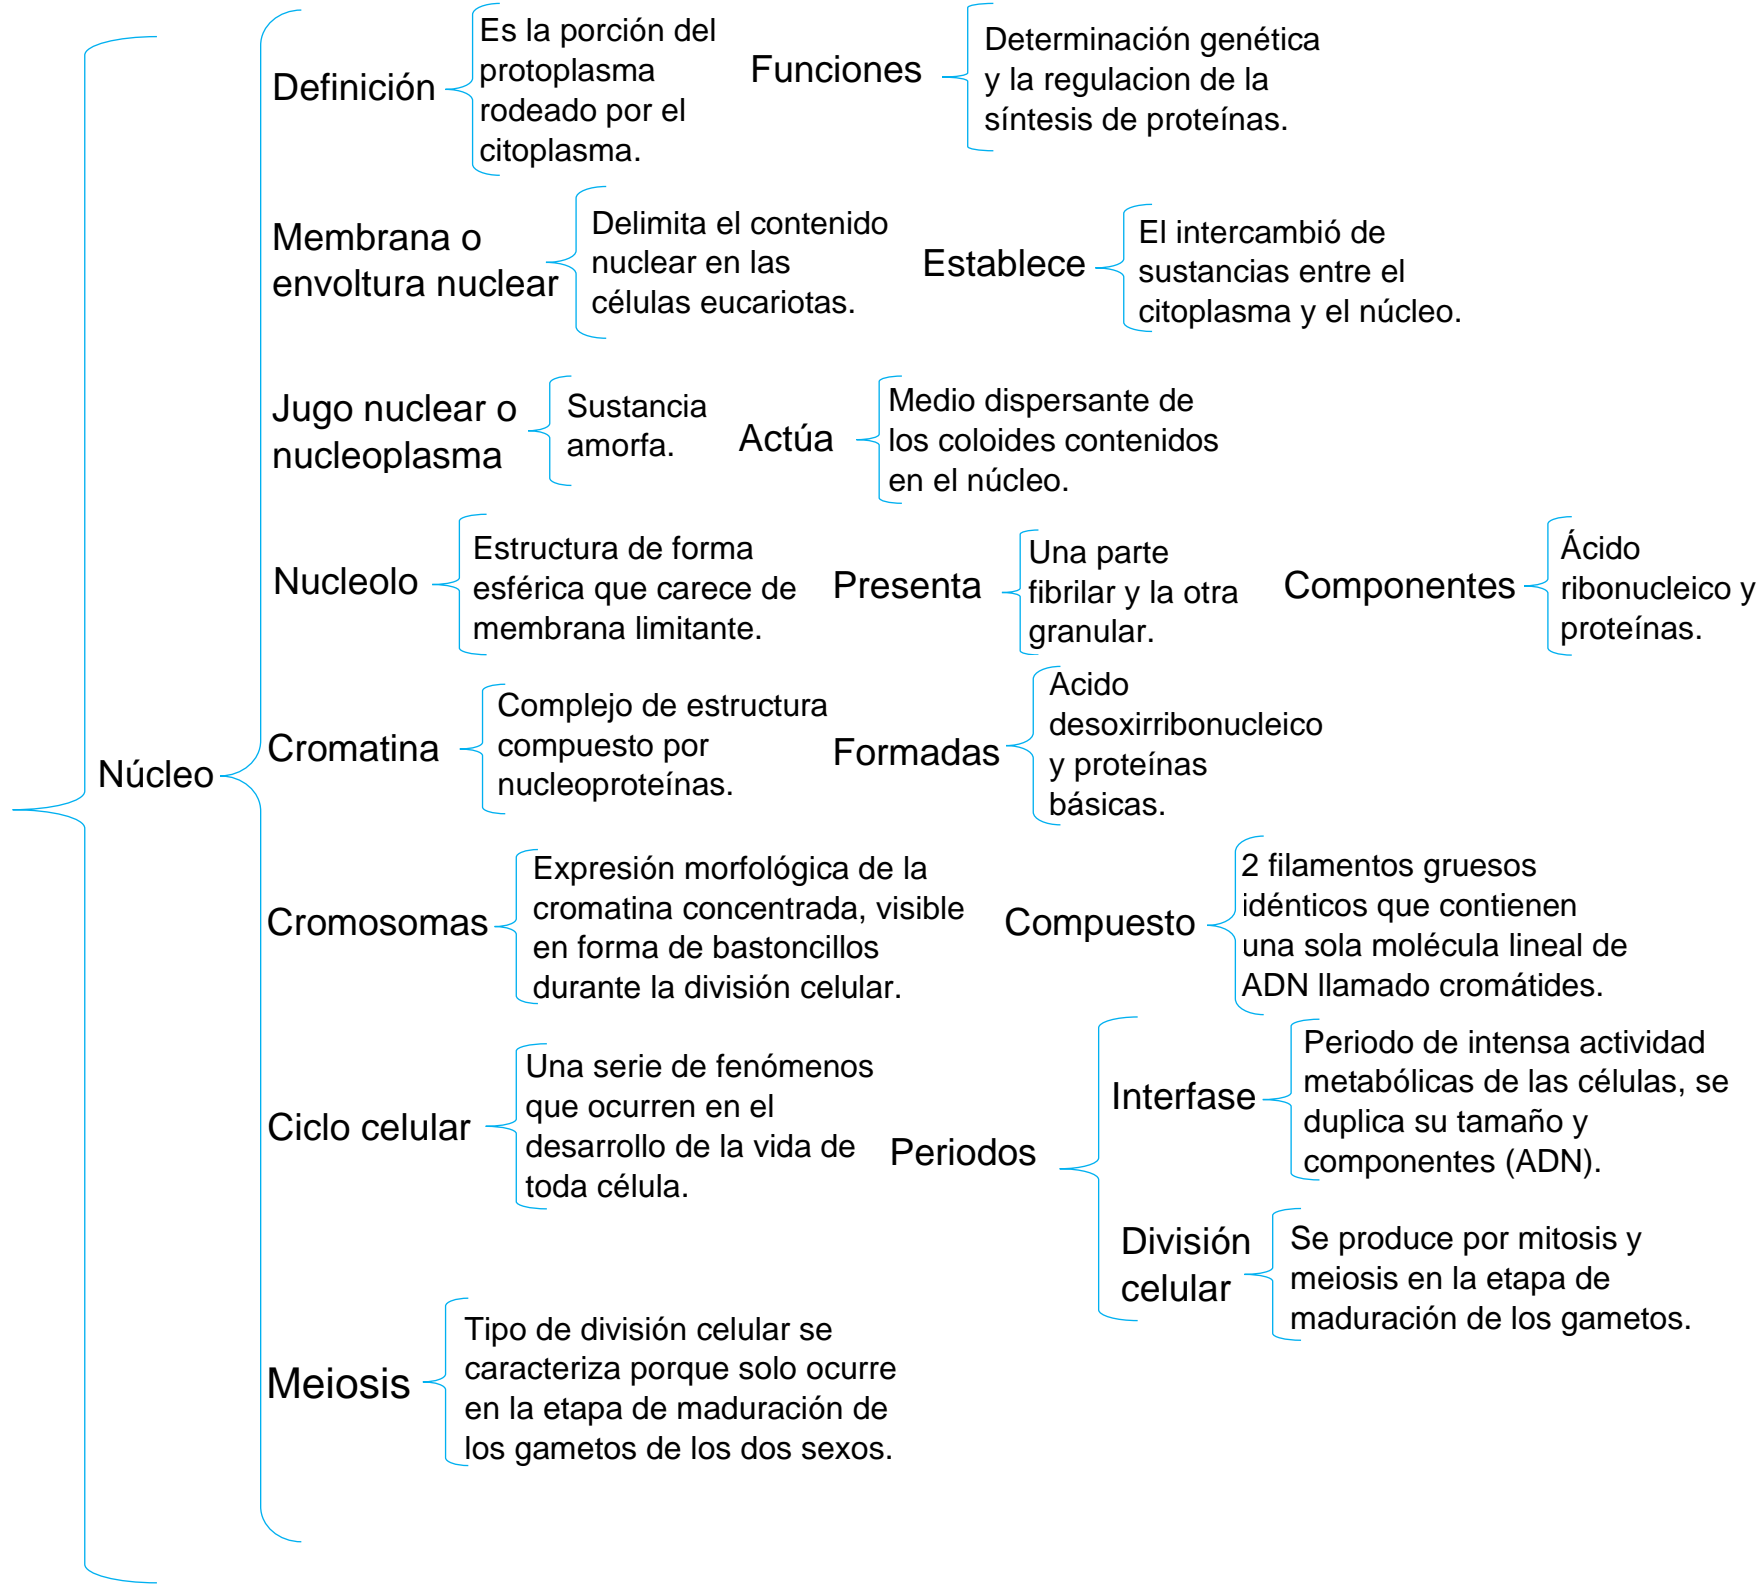 Núcleo
Definición
Es la porción del
protoplasma
rodeado por el
citoplasma.
Funciones
Determinación genética
y la regulacion de la
síntesis de proteínas.
Membrana o
envoltura nuclear
Delimita el contenido
nuclear en las
células eucariotas.
Establece
El intercambió de
sustancias entre el
citoplasma y el núcleo.
Jugo nuclear o
nucleoplasma
Sustancia
amorfa.
Actúa
Medio dispersante de
los coloides contenidos
en el núcleo.
Nucleolo
Estructura de forma
esférica que carece de
membrana limitante.
Presenta
Una parte
fibrilar y la otra
granular.
Componentes
Ácido
ribonucleico y
proteínas.
Cromatina
Complejo de estructura
compuesto por
nucleoproteínas.
Formadas
Acido
desoxirribonucleico
y proteínas
básicas.
Cromosomas
Expresión morfológica de la
cromatina concentrada, visible
en forma de bastoncillos
durante la división celular.
Compuesto
2 filamentos gruesos
idénticos que contienen
una sola molécula lineal de
ADN llamado cromátides.
Ciclo celular
Una serie de fenómenos
que ocurren en el
desarrollo de la vida de
toda célula.
Periodos
Interfase
Periodo de intensa actividad
metabólicas de las células, se
duplica su tamaño y
componentes (ADN).
División
celular
Se produce por mitosis y
meiosis en la etapa de
maduración de los gametos.
Meiosis
Tipo de división celular se
caracteriza porque solo ocurre
en la etapa de maduración de
los gametos de los dos sexos.